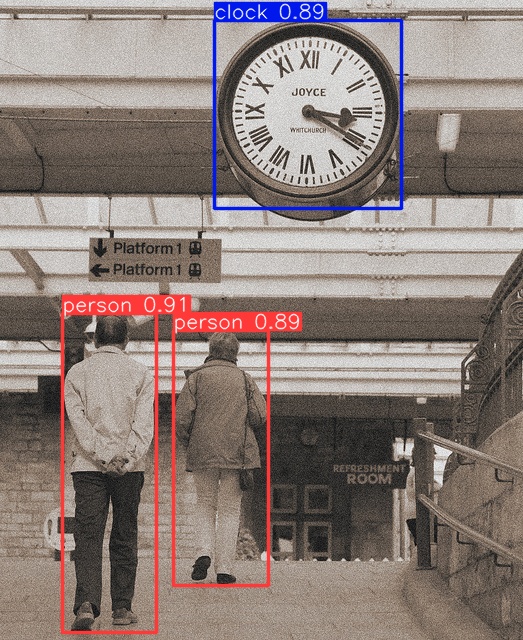 clock 0.89
XII
I
II
III
IIII
V
VI
VII
VIII
IX
X
XI
JOYCE
WHITCHURCH
Platform 1
Platform 1
person 0.91
person 0.89
REFRESHMENT
ROOM